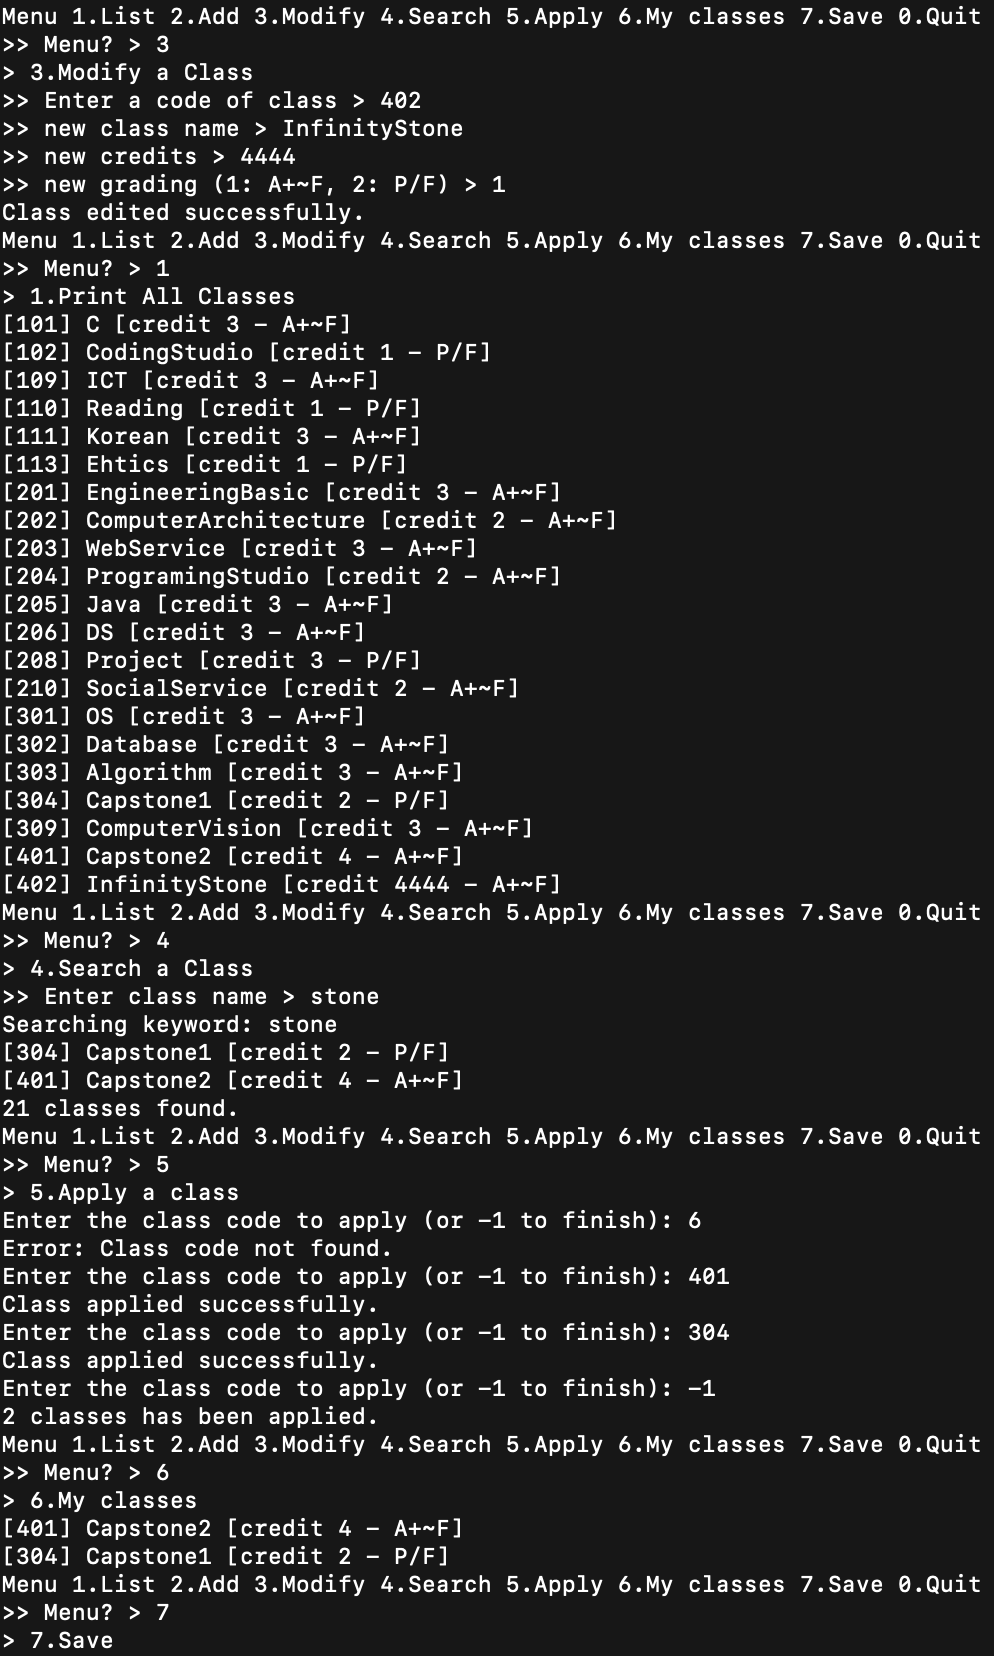 Menu 1.List 2.Add 3.Modify 4.Search 5.Apply 6.My classes 7.Save 0.Quit
>> Menu? > 3
> 3.Modify a Class
>> Enter a code of class > 402
>> new class name > InfinityStone
>> new credits > 4444
>> new grading (1: A+~F, 2: P/F) > 1
Class edited successfully.
Menu 1.List 2.Add 3.Modify 4.Search 5.Apply 6.My classes 7.Save 0.Quit
>> Menu? > 1
> 1.Print All Classes
[101] C [credit 3 - A+~F]
[102] CodingStudio [credit 1 - P/F]
[109] ICT [credit 3 - A+~F]
[110] Reading [credit 1 - P/F]
[111] Korean [credit 3 - A+~F]
[113] Ehtics [credit 1 - P/F]
[201] EngineeringBasic [credit 3 - A+~F]
[202] ComputerArchitecture [credit 2 - A+~F]
[203] WebService [credit 3 - A+~F]
[204] ProgramingStudio [credit 2 - A+~F]
[205] Java [credit 3 - A+~F]
[206] DS [credit 3 - A+~F]
[208] Project [credit 3 - P/F]
[210] SocialService [credit 2 - A+~F]
[301] OS [credit 3 - A+~F]
[302] Database [credit 3 - A+~F]
[303] Algorithm [credit 3 - A+~F]
[304] Capstone1 [credit 2 - P/F]
[309] ComputerVision [credit 3 - A+~F]
[401] Capstone2 [credit 4 - A+~F]
[402] InfinityStone [credit 4444 - A+~F]
Menu 1.List 2.Add 3.Modify 4.Search 5.Apply 6.My classes 7.Save 0.Quit
>> Menu? > 4
> 4.Search a Class
>> Enter class name > stone
Searching keyword: stone
[304] Capstone1 [credit 2 - P/F]
[401] Capstone2 [credit 4 - A+~F]
21 classes found.
Menu 1.List 2.Add 3.Modify 4.Search 5.Apply 6.My classes 7.Save 0.Quit
>> Menu? > 5
> 5.Apply a class
Enter the class code to apply (or -1 to finish): 6
Error: Class code not found.
Enter the class code to apply (or -1 to finish): 401
Class applied successfully.
Enter the class code to apply (or -1 to finish): 304
Class applied successfully.
Enter the class code to apply (or -1 to finish): -1
2 classes has been applied.
Menu 1.List 2.Add 3.Modify 4.Search 5.Apply 6.My classes 7.Save 0.Quit
>> Menu? > 6
> 6.My classes
[401] Capstone2 [credit 4 - A+~F]
[304] Capstone1 [credit 2 - P/F]
Menu 1.List 2.Add 3.Modify 4.Search 5.Apply 6.My classes 7.Save 0.Quit
>> Menu? > 7
> 7.Save